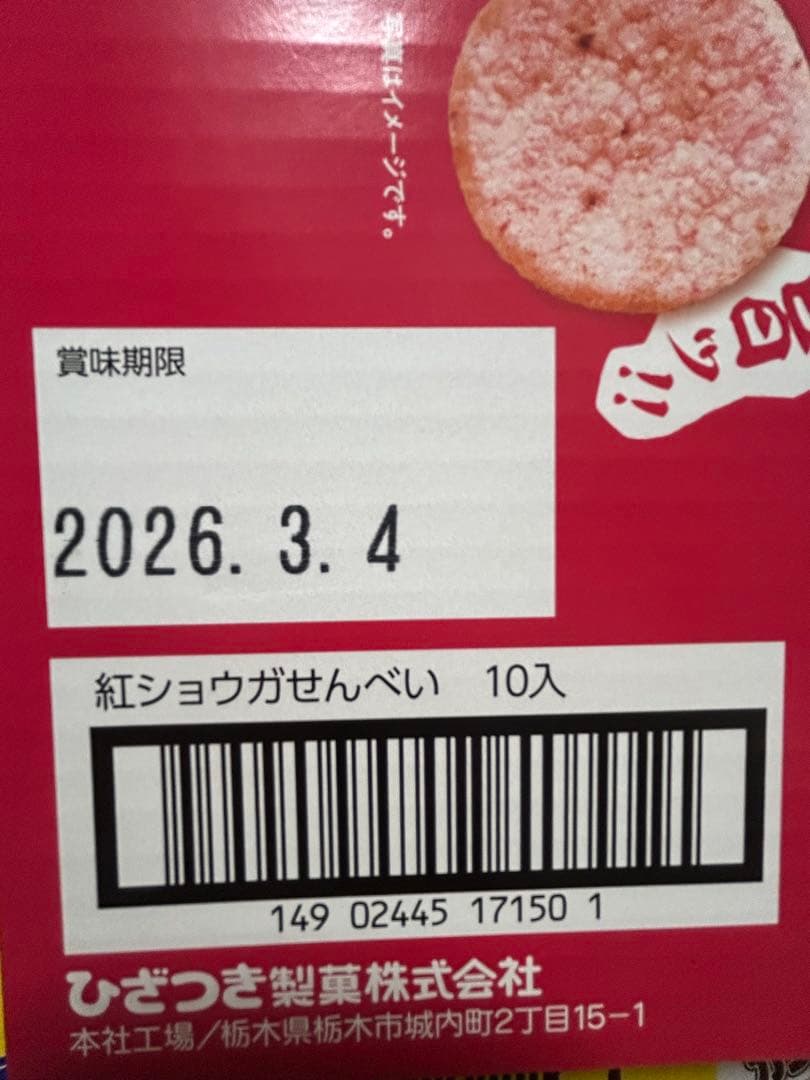 写真はイメージです。
ョッ!!
賞味期限
2026. 3. 4
紅ショウガせんべい 10入
149 02445 17150 1
ひざつき製菓株式会社
本社工場/栃木県栃木市城内町2丁目15-1